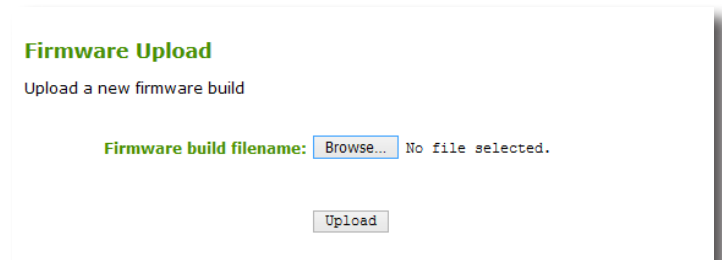 Firmware Upload
Upload a new firmware build
Firmware build filename: Browse... No file selected.
Upload